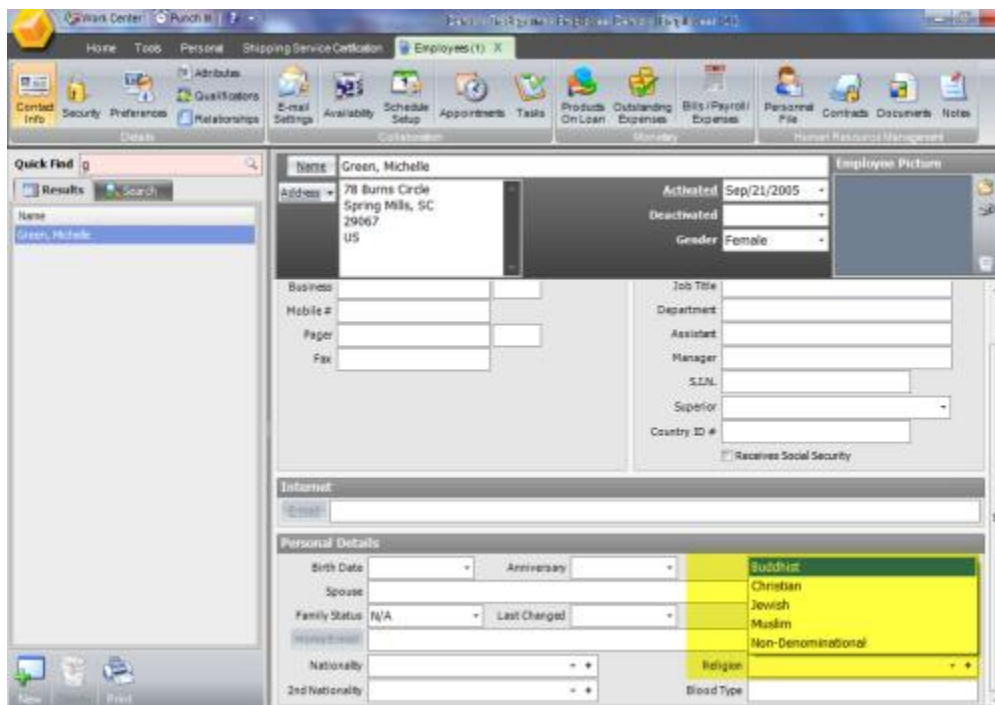 Work Center Punch In
Home Tools Personal Shipping Service Certification Employees (1) X
Contact Info
Security
Preferences
Attributes
Qualifications
Relationships
Details
E-mail Settings
Availability
Schedule Setup
Appointments
Tasks
Collaboration
Products On Loan
Outstanding Expenses
Bills / Payroll / Expenses
Monetary
Personnel File
Contracts
Documents
Notes
Human Resource Management
Quick Find g
Results Search
Name
Green, Michelle
New
Print
Name Green, Michelle
Employee Picture
Address 78 Burns Circle
Spring Mills, SC
29067
US
Activated Sep/21/2005
Deactivated
Gender Female
Business
Mobile #
Pager
Fax
Job Title
Department
Assistant
Manager
S.I.N.
Superior
Country ID #
Receives Social Security
Internet
E-mail
Personal Details
Birth Date Anniversary
Spouse
Family Status N/A Last Changed
Nationality
2nd Nationality
Buddhist
Christian
Jewish
Muslim
Non-Denominational
Religion
Blood Type